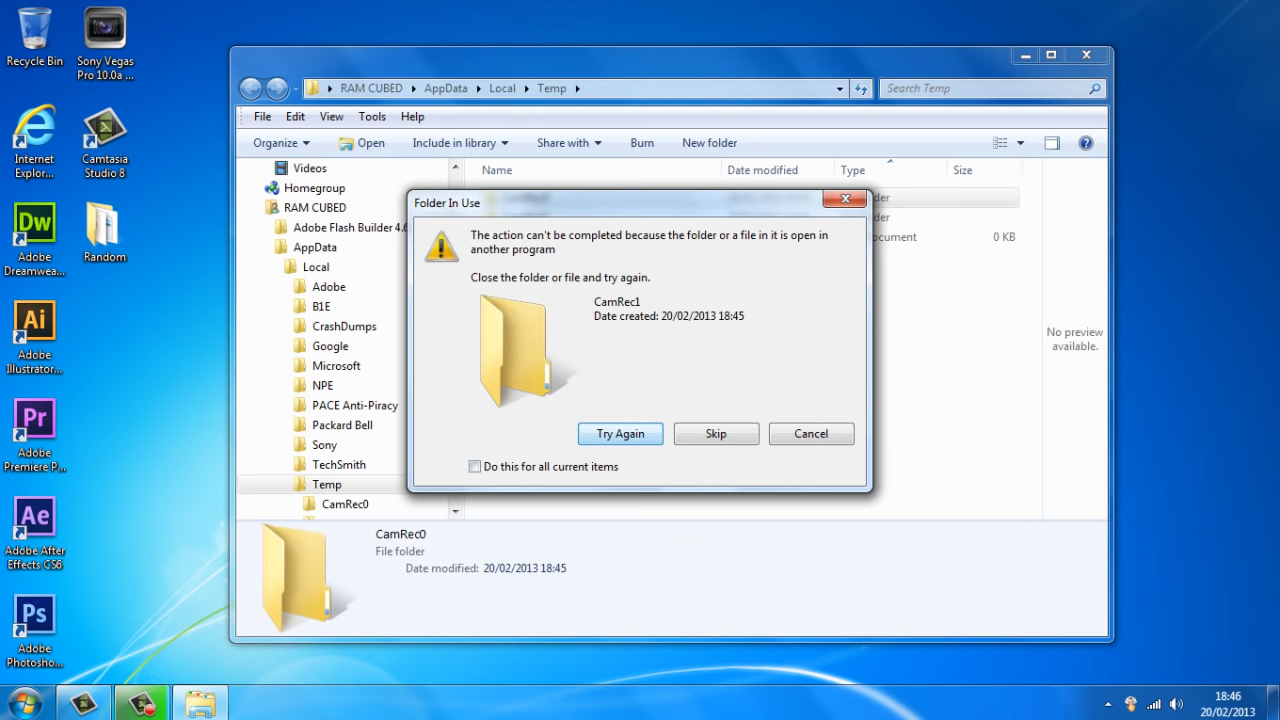 Recycle Bin
Sony Vegas
Pro 10.0a ...
Internet
Explor...
Camtasia
Studio 8
Dw
Adobe
Dreamwea...
Random
Ai
Adobe
Illustrator...
Pr
Adobe
Premiere P...
Ae
Adobe After
Effects CS6
Ps
Adobe
Photosho...
RAM CUBED
AppData
Local
Temp
Search Temp
File Edit View Tools Help
Organize Open Include in library Share with Burn New folder
Videos
Homegroup
RAM CUBED
Adobe Flash Builder 4.6
AppData
Local
Adobe
B1E
CrashDumps
Google
Microsoft
NPE
PACE Anti-Piracy
Packard Bell
Sony
TechSmith
Temp
CamRec0
Name Date modified Type Size
0 KB
No preview
available.
Folder In Use
The action can't be completed because the folder or a file in it is open in
another program
Close the folder or file and try again.
CamRec1
Date created: 20/02/2013 18:45
Try Again Skip Cancel
Do this for all current items
CamRec0
File folder
Date modified: 20/02/2013 18:45
18:46
20/02/2013